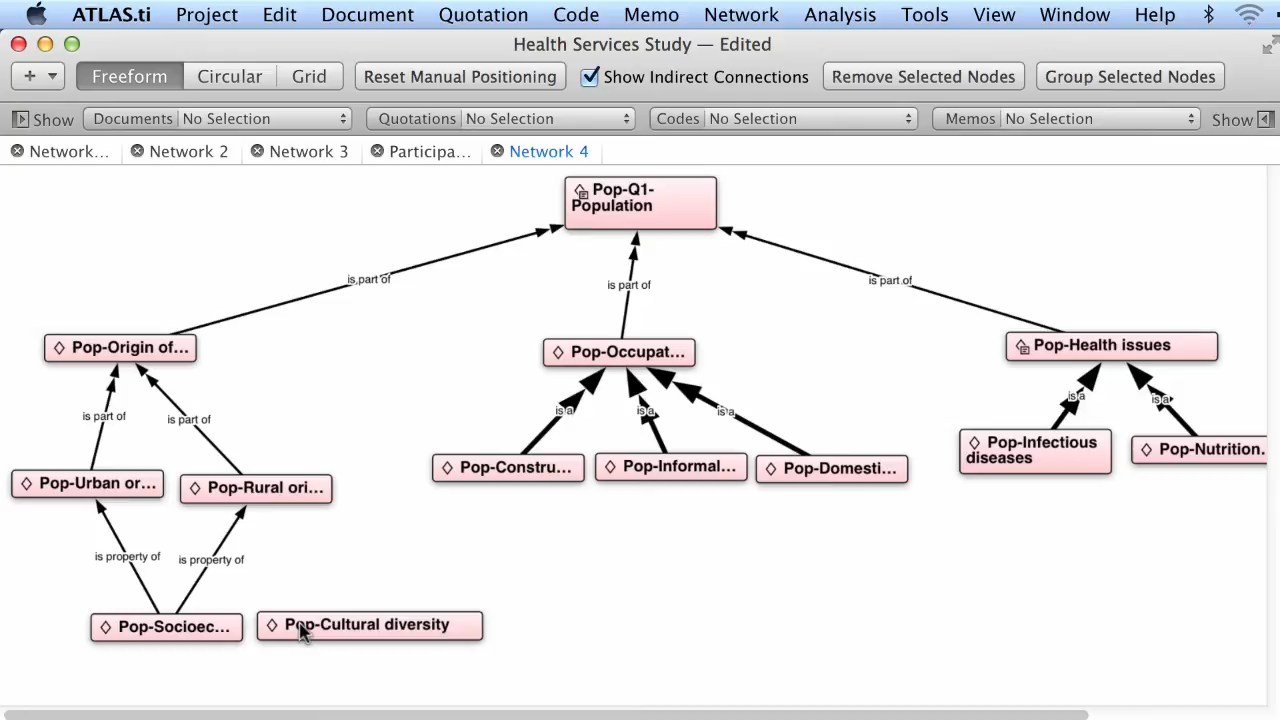 ATLAS.ti Project Edit Document Quotation Code Memo Network Analysis Tools View Window Help
Health Services Study — Edited
+ Freeform Circular Grid Reset Manual Positioning Show Indirect Connections Remove Selected Nodes Group Selected Nodes
Show Documents No Selection Quotations No Selection Codes No Selection Memos No Selection Show
Network... Network 2 Network 3 Participa... Network 4
Pop-Q1-
Population
is part of
is part of
is part of
Pop-Origin of...
Pop-Occupat...
Pop-Health issues
is part of
is part of
is a
is a
is a
is a
is a
Pop-Urban or...
Pop-Rural ori...
Pop-Constru...
Pop-Informal...
Pop-Domesti...
Pop-Infectious
diseases
Pop-Nutrition.
is property of
is property of
Pop-Socioec...
Pop-Cultural diversity